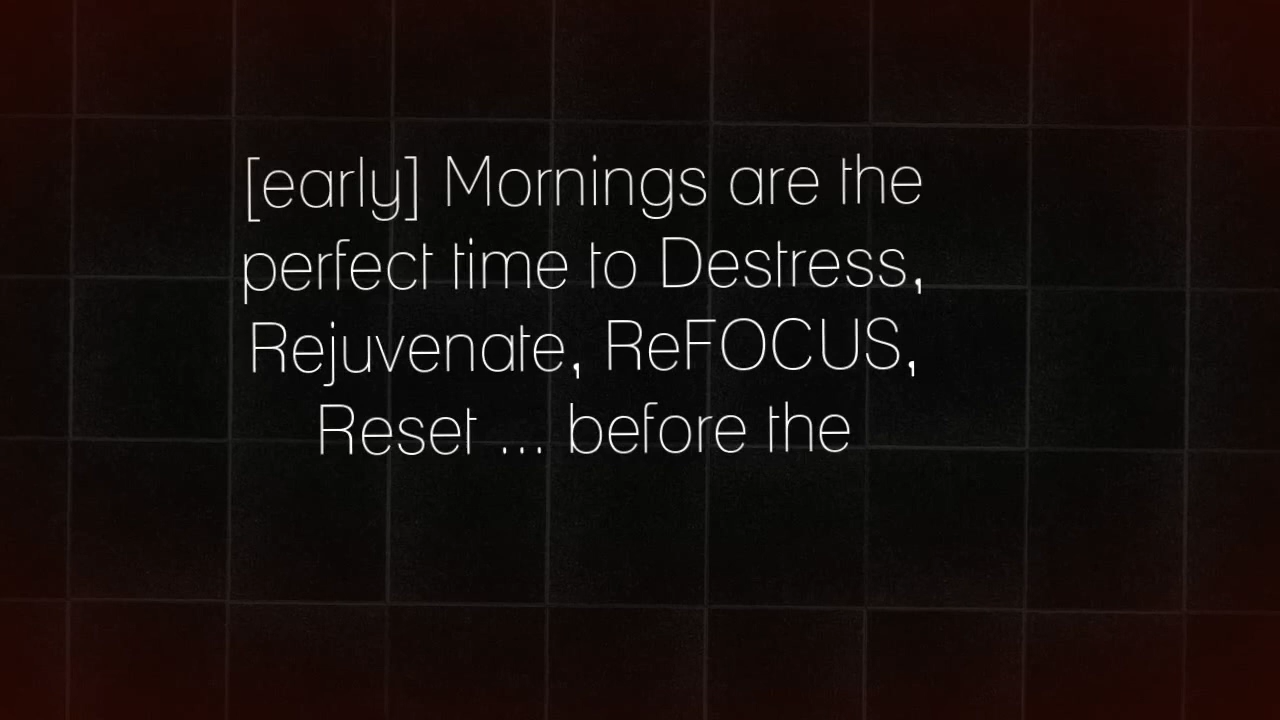 [early] Mornings are the
perfect time to Destress,
Rejuvenate, ReFOCUS,
Reset ... before the